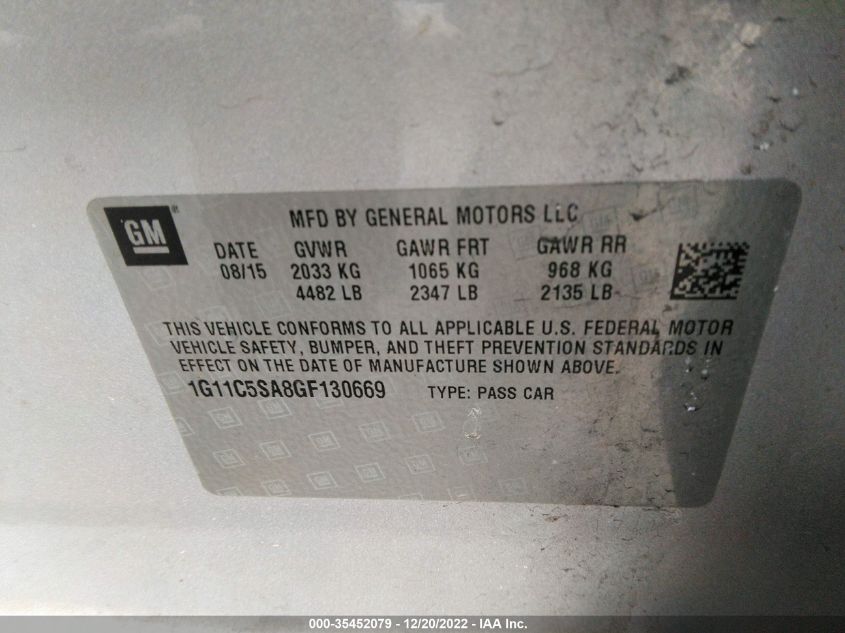 GM
MFD BY GENERAL MOTORS LLC
DATE GVWR GAWR FRT GAWR RR
08/15 2033 KG 1065 KG 968 KG
4482 LB 2347 LB 2135 LB
THIS VEHICLE CONFORMS TO ALL APPLICABLE U.S. FEDERAL MOTOR
VEHICLE SAFETY, BUMPER, AND THEFT PREVENTION STANDARDS IN
EFFECT ON THE DATE OF MANUFACTURE SHOWN ABOVE.
1G11C5SA8GF130669 TYPE: PASS CAR
000-35452079 - 12/20/2022 - IAA Inc.